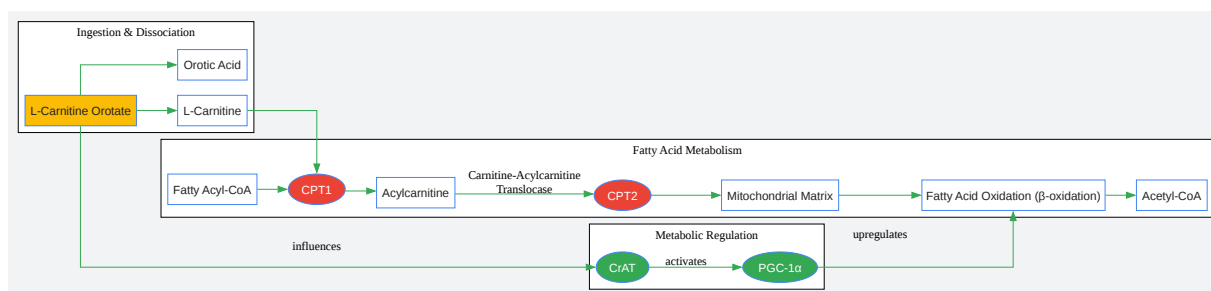 Ingestion & Dissociation
Orotic Acid
L-Carnitine Orotate
L-Carnitine
Fatty Acid Metabolism
Fatty Acyl-CoA
CPT1
Acylcarnitine
Carnitine-Acylcarnitine
Translocase
CPT2
Mitochondrial Matrix
Fatty Acid Oxidation (β-oxidation)
Acetyl-CoA
influences
Metabolic Regulation
upregulates
CrAT
activates
PGC-1α